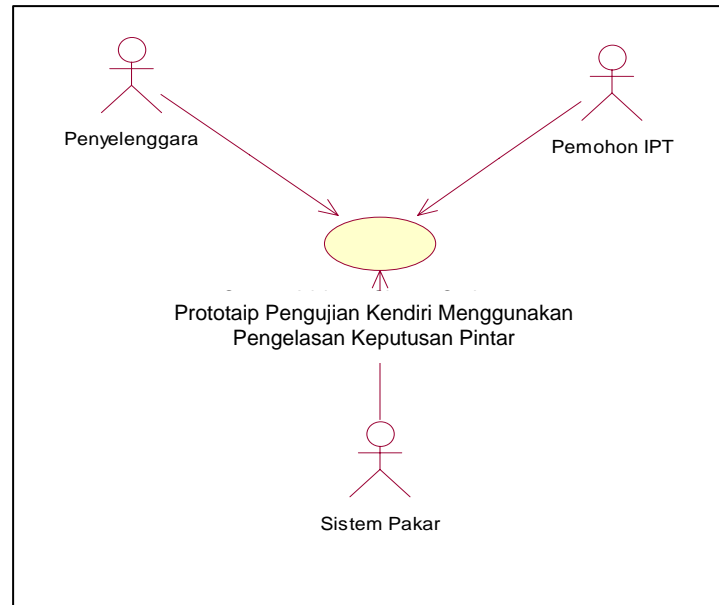 Penyelenggara
Pemohon IPT
Prototaip Pengujian Kendiri Menggunakan
Pengelasan Keputusan Pintar
Sistem Pakar